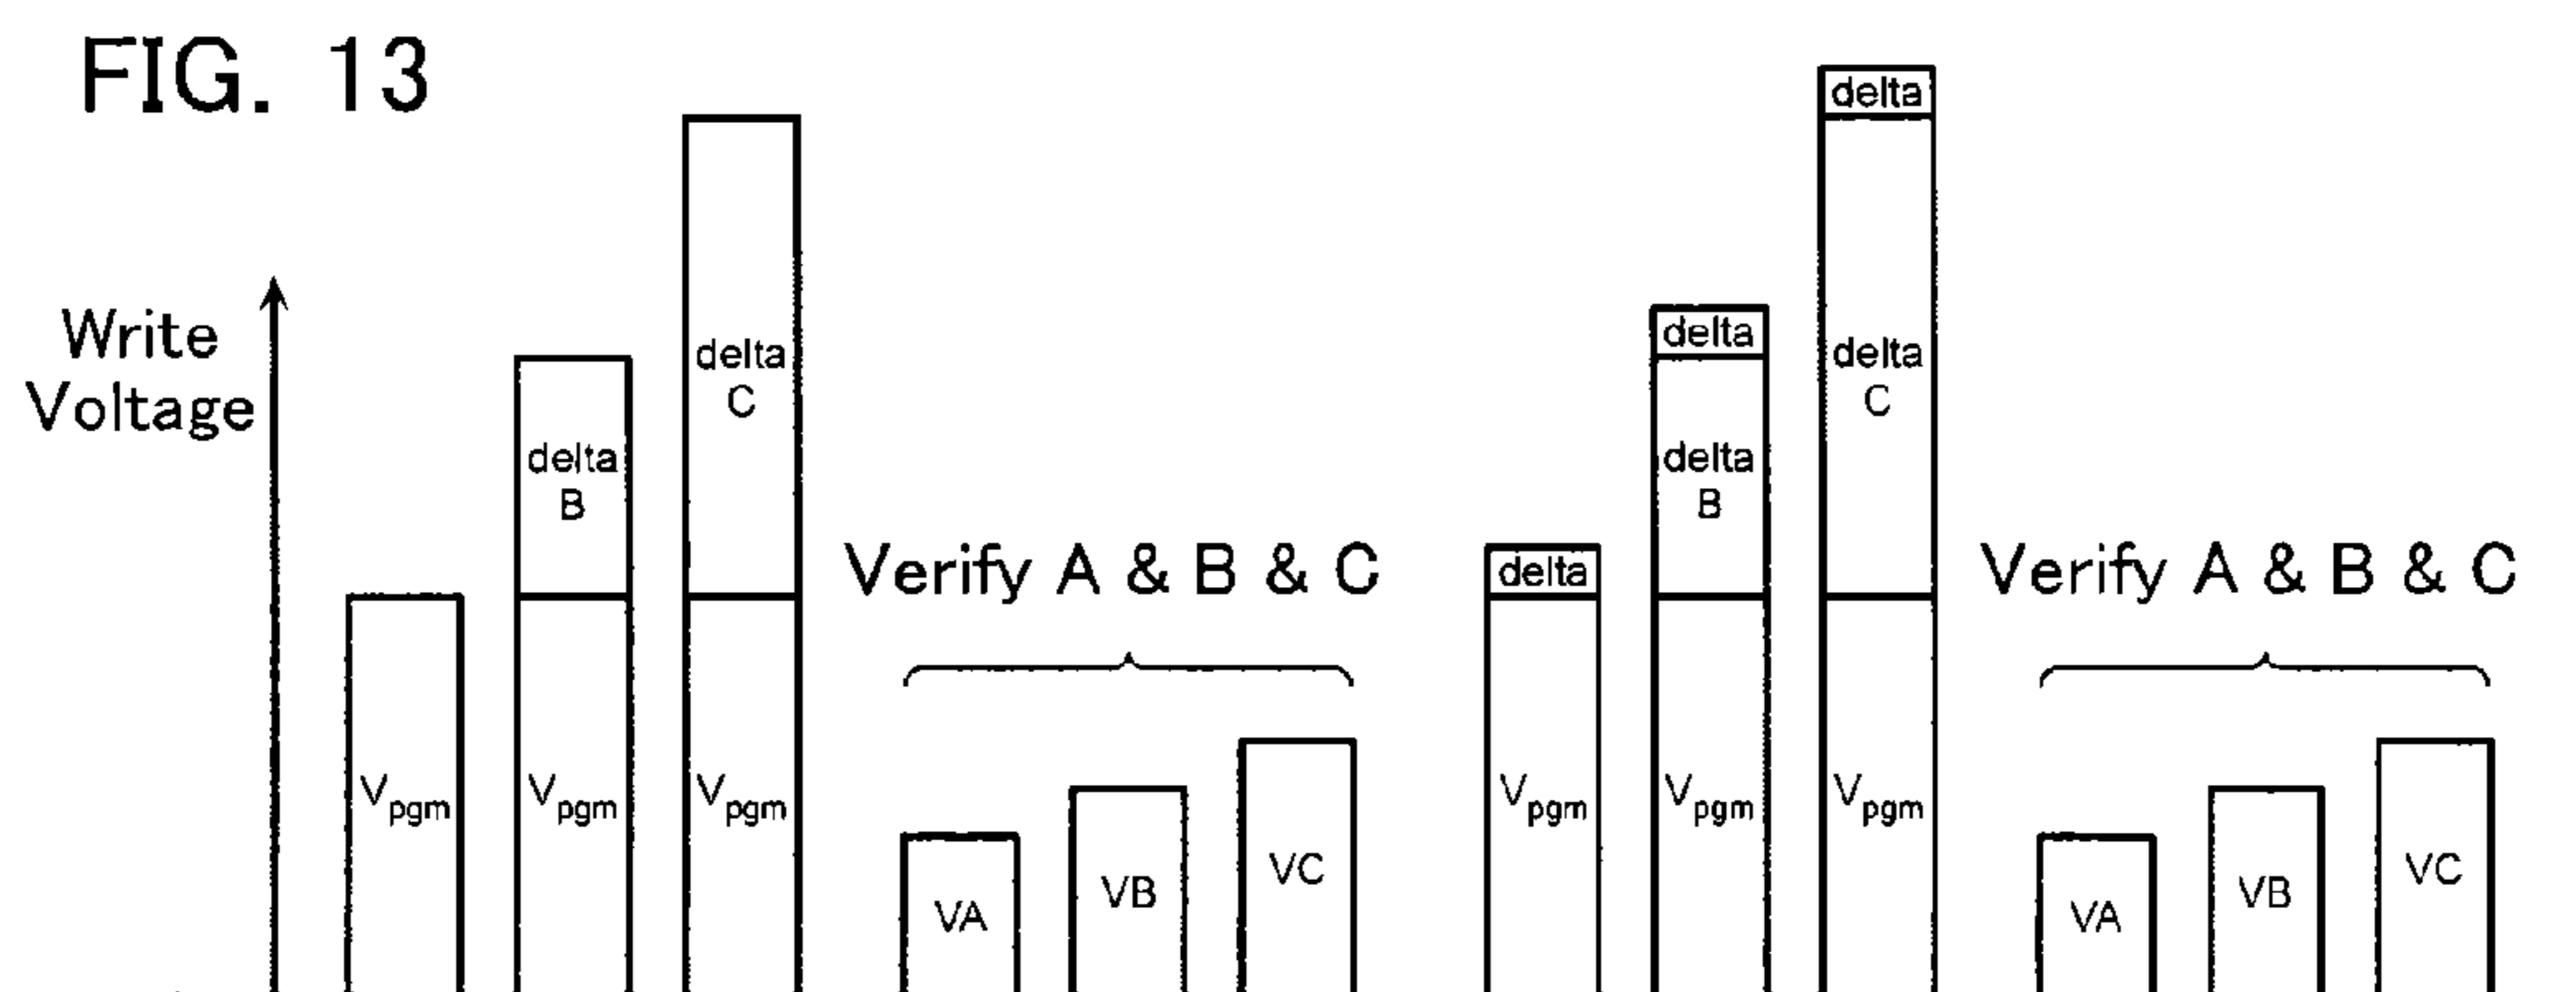 FIG. 13
Write
Voltage
Vpgm
delta
B
Vpgm
delta
C
Vpgm
Verify A & B & C
VA
VB
VC
delta
Vpgm
delta
delta
B
Vpgm
delta
delta
C
Vpgm
Verify A & B & C
VA
VB
VC